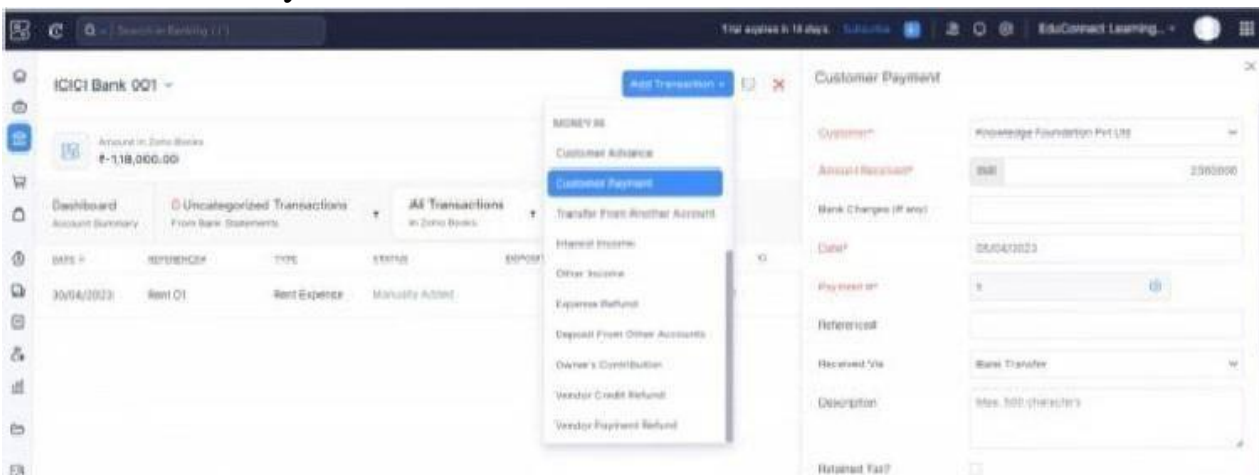 Search in Banking ( / )
Trial expires in 14 days. Subscribe
EduConnect Learning...
ICICI Bank 001
Add Transaction
Customer Payment
Amount in Zoho Books
₹-1,18,000.00
Dashboard
Account Summary
0 Uncategorized Transactions
From Bank Statements
All Transactions
In Zoho Books
DATE
REFERENCE#
TYPE
STATUS
30/04/2023
Rent 01
Rent Expense
Manually Added
MONEY IN
Customer Advance
Customer Payment
Transfer From Another Account
Interest Income
Other Income
Expense Refund
Deposit From Other Accounts
Owner's Contribution
Vendor Credit Refund
Vendor Payment Refund
Customer*
Knowledge Foundation Pvt Ltd
Amount Received*
INR
Bank Charges (if any)
Date*
Payment #*
Reference#
Received Via
Bank Transfer
Description
Max. 500 characters
Retained Tax?